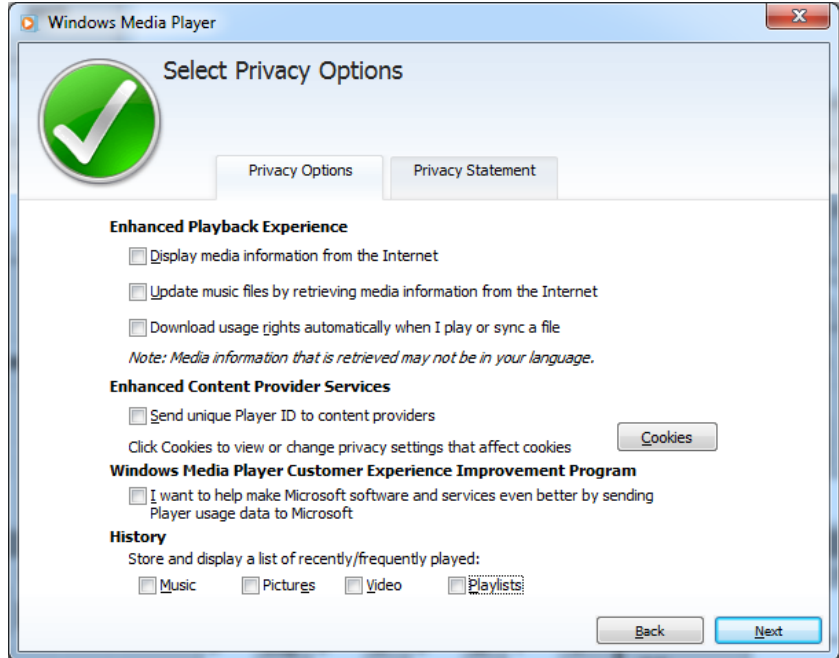 Windows Media Player
Select Privacy Options
Privacy Options
Privacy Statement
Enhanced Playback Experience
Display media information from the Internet
Update music files by retrieving media information from the Internet
Download usage rights automatically when I play or sync a file
Note: Media information that is retrieved may not be in your language.
Enhanced Content Provider Services
Send unique Player ID to content providers
Click Cookies to view or change privacy settings that affect cookies
Cookies
Windows Media Player Customer Experience Improvement Program
I want to help make Microsoft software and services even better by sending
Player usage data to Microsoft
History
Store and display a list of recently/frequently played:
Music Pictures Video Playlists
Back Next